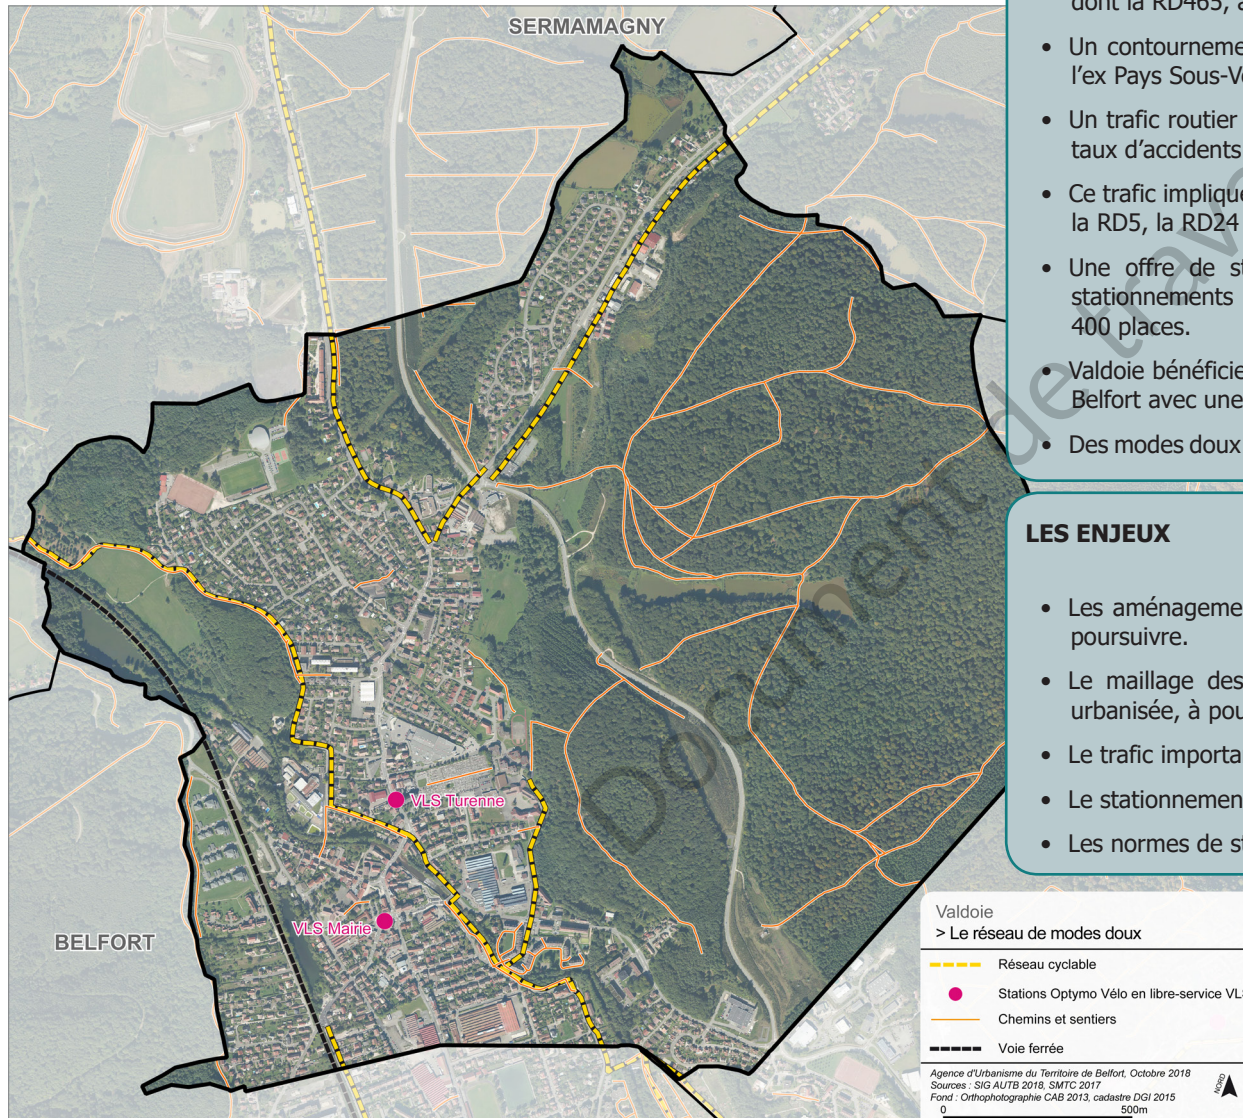 SERMAMAGNY
BELFORT
VLS Turenne
VLS Mairie
dont la RD465, a
• Un contourneme
l'ex Pays Sous-V
• Un trafic routier
taux d'accidents
• Ce trafic implique
la RD5, la RD24
• Une offre de st
stationnements
400 places.
• Valdoie bénéficie
Belfort avec une
• Des modes doux
LES ENJEUX
• Les aménageme
poursuivre.
• Le maillage des
urbanisée, à pou
• Le trafic importa
• Le stationnemen
• Les normes de st
Document de trav
Valdoie
> Le réseau de modes doux
Réseau cyclable
Stations Optymo Vélo en libre-service VL
Chemins et sentiers
Voie ferrée
Agence d'Urbanisme du Territoire de Belfort, Octobre 2018
Sources : SIG AUTB 2018, SMTC 2017
Fond : Orthophotographie CAB 2013, cadastre DGI 2015
0 500m
NORD